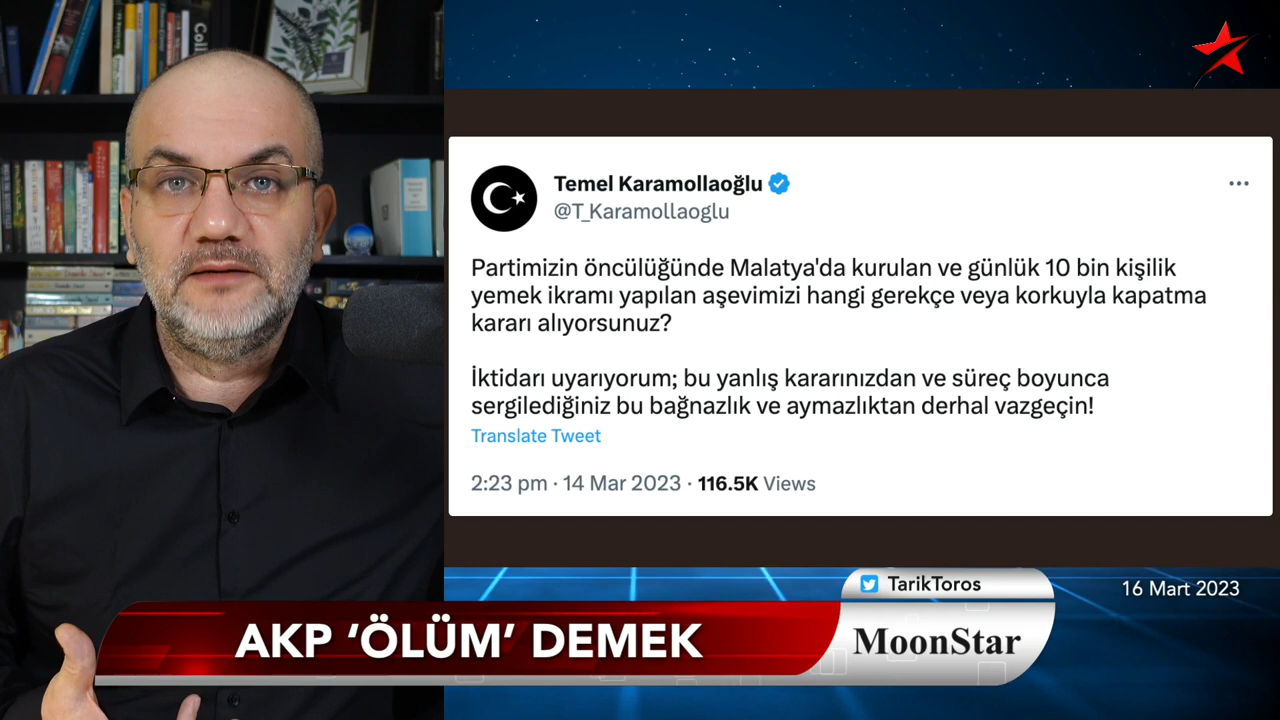 Coll
Temel Karamollaoğlu
@T_Karamollaoglu
Partimizin öncülüğünde Malatya'da kurulan ve günlük 10 bin kişilik
yemek ikramı yapılan aşevimizi hangi gerekçe veya korkuyla kapatma
kararı alıyorsunuz?
İktidarı uyarıyorum; bu yanlış kararınızdan ve süreç boyunca
sergilediğiniz bu bağnazlık ve aymazlıktan derhal vazgeçin!
Translate Tweet
2:23 pm · 14 Mar 2023 · 116.5K Views
TarikToros
16 Mart 2023
AKP ‘ÖLÜM’ DEMEK
MoonStar